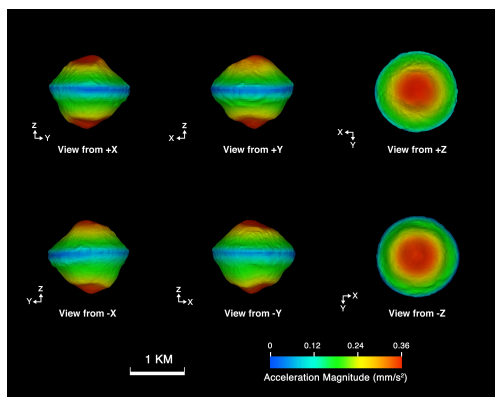 Z
Y
View from +X
Z
X
View from +Y
X
Y
View from +Z
Z
Y
View from -X
Z
X
View from -Y
X
Y
View from -Z
1 KM
0 0.12 0.24 0.36
Acceleration Magnitude (mm/s²)